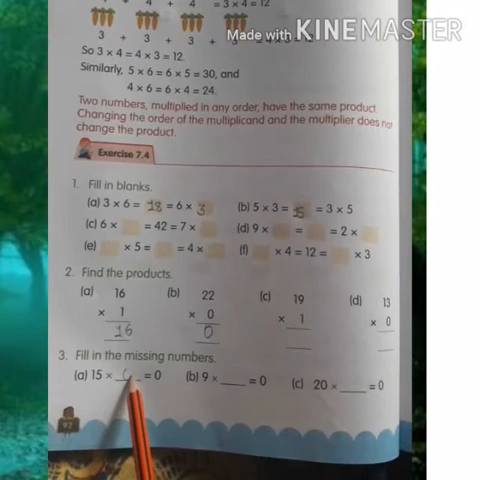 4 + 4 = 3 × 4 = 12
Made with KINEMASTER
3 + 3 + 3 + 3
So 3 × 4 = 4 × 3 = 12.
Similarly, 5 × 6 = 6 × 5 = 30, and
4 × 6 = 6 × 4 = 24.
Two numbers, multiplied in any order, have the same product
Changing the order of the multiplicand and the multiplier does not
change the product.
Exercise 7.4
1. Fill in blanks.
(a) 3 × 6 = 18 = 6 × 3 (b) 5 × 3 = 15 = 3 × 5
(c) 6 × = 42 = 7 × (d) 9 × = = 2 ×
(e) × 5 = = 4 × (f) × 4 = 12 = × 3
2. Find the products.
(a) 16 (b) 22 (c) 19 (d) 13
× 1 × 0 × 1 × 0
16 0
3. Fill in the missing numbers.
(a) 15 × ___ = 0 (b) 9 × ___ = 0 (c) 20 × ___ = 0
97